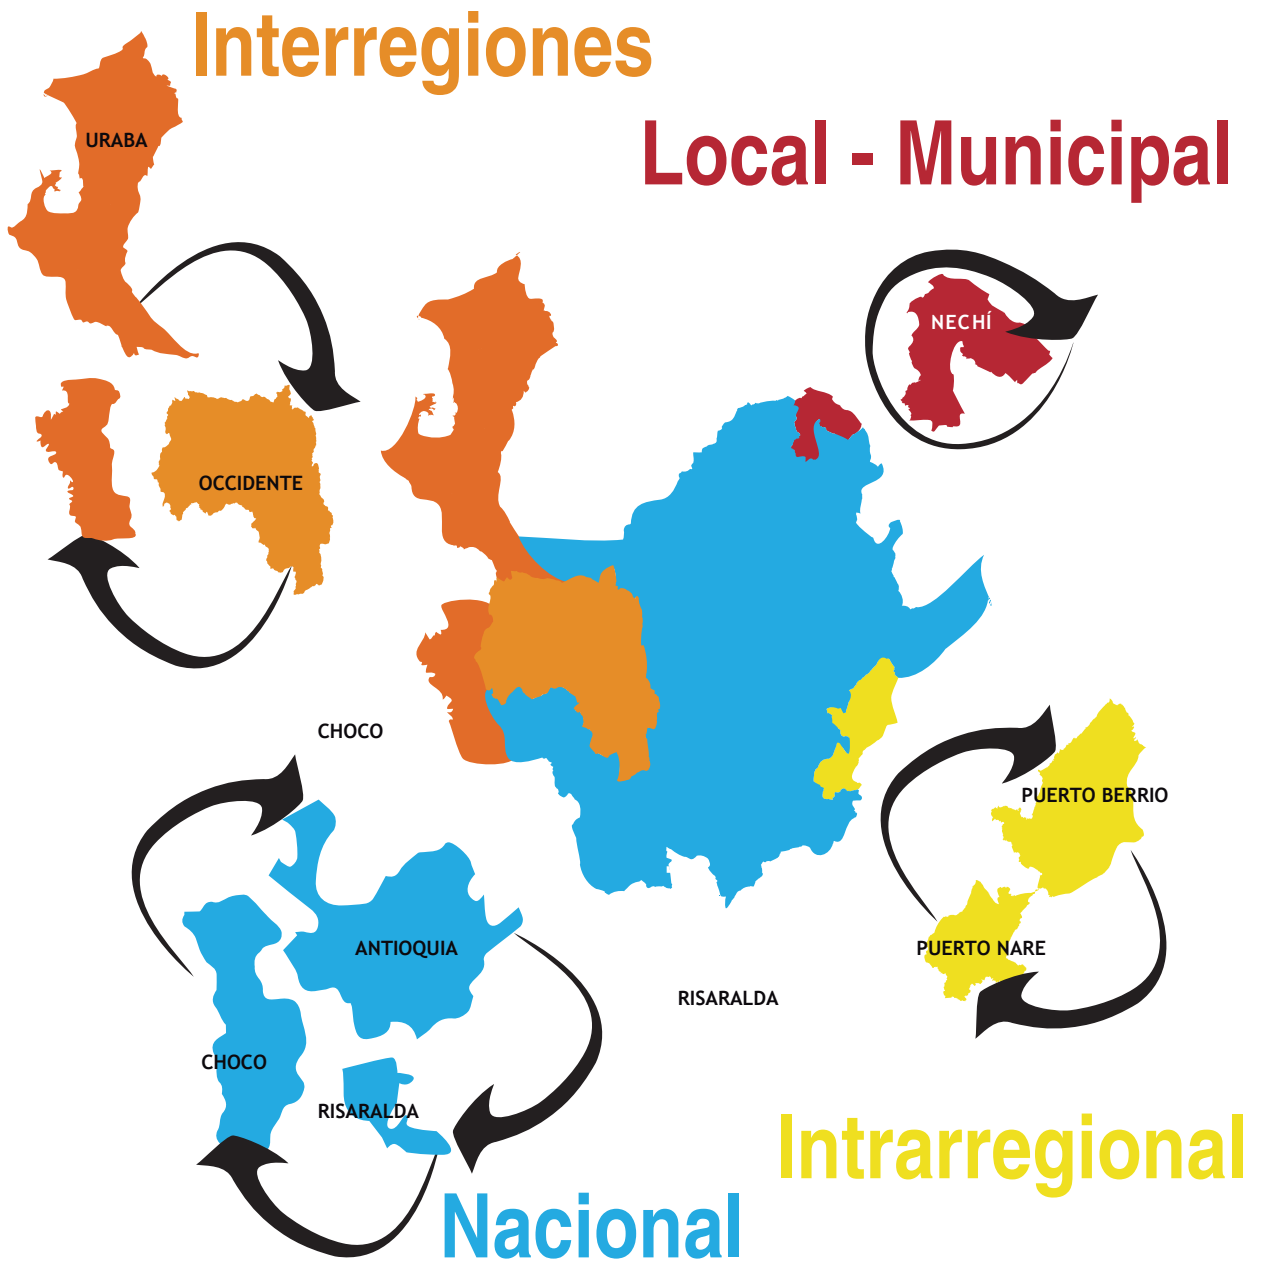 Interregiones
URABA
Local - Municipal
NECHÍ
OCCIDENTE
CHOCO
PUERTO BERRIO
ANTIOQUIA
PUERTO NARE
RISARALDA
CHOCO
RISARALDA
Intrarregional
Nacional